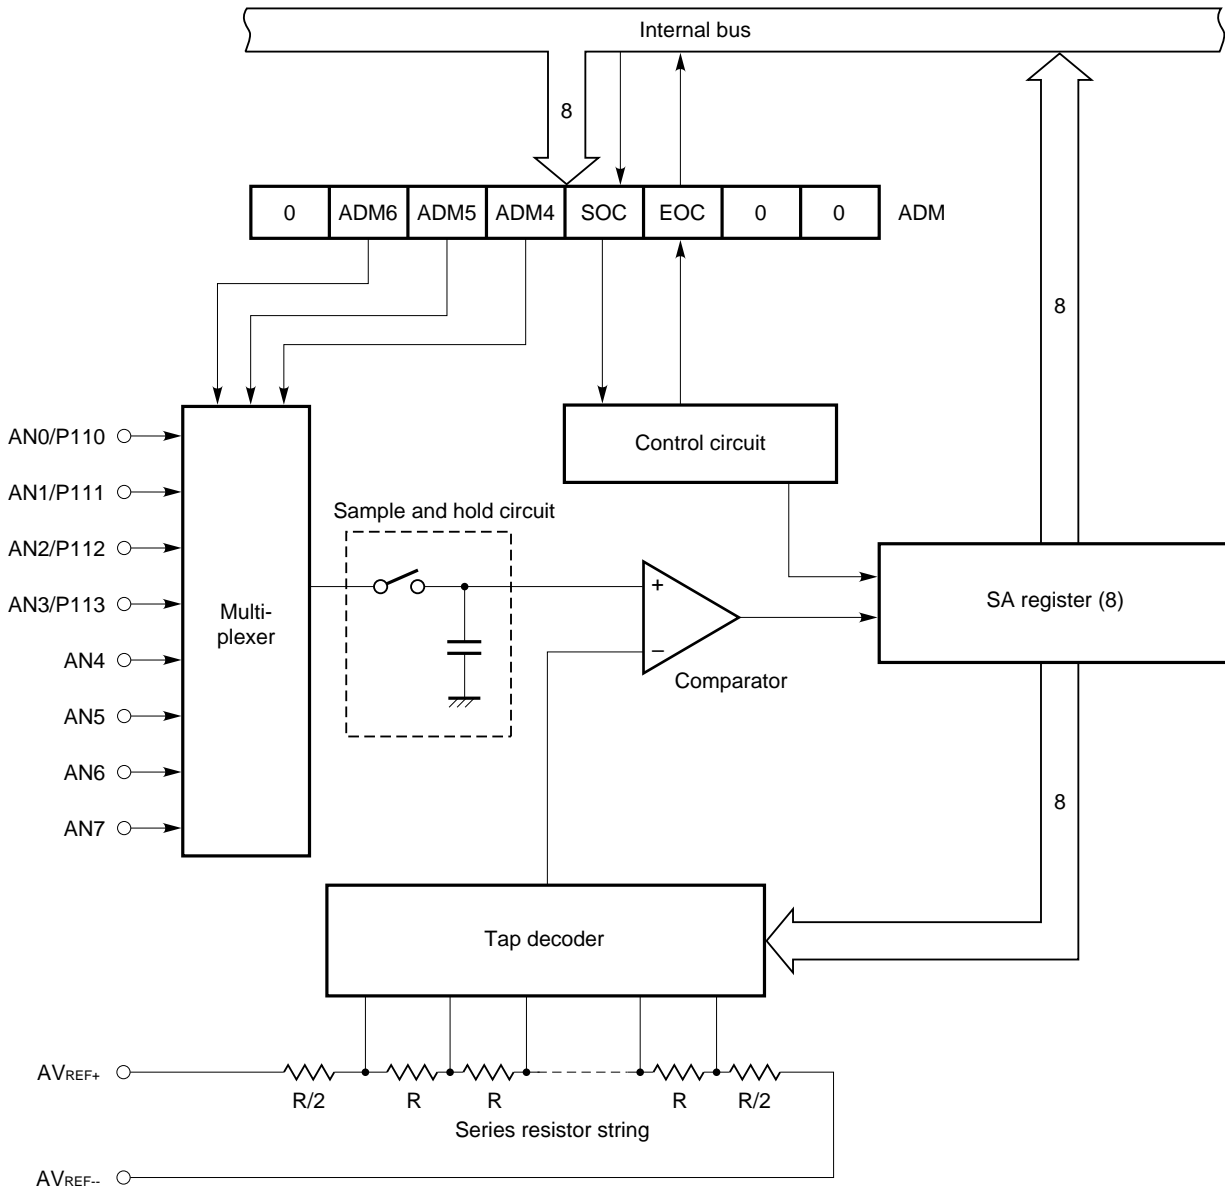 Internal bus
8
0 ADM6 ADM5 ADM4 SOC EOC 0 0 ADM
8
AN0/P110
Control circuit
AN1/P111
Sample and hold circuit
AN2/P112
AN3/P113
Multi-
plexer
+
−
SA register (8)
AN4
Comparator
AN5
AN6
8
AN7
Tap decoder
AVREF+
R/2 R R R R/2
Series resistor string
AVREF--